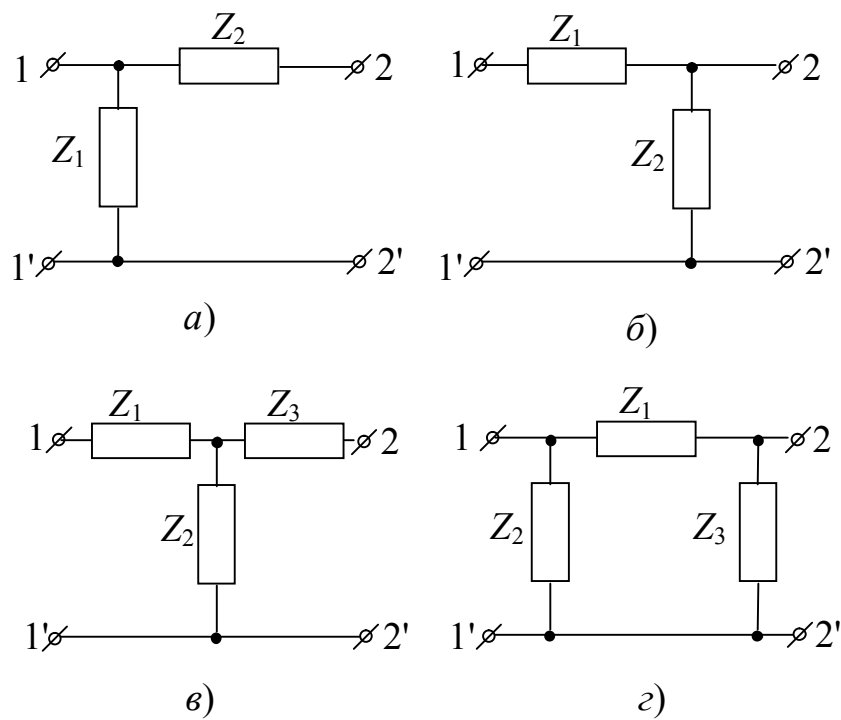 Z2 Z1
1 2 1 2
Z1 Z2
1' 2' 1' 2'
а) б)
Z1 Z3 Z1
1 2 1 2
Z2 Z2 Z3
1' 2' 1' 2'
в) г)